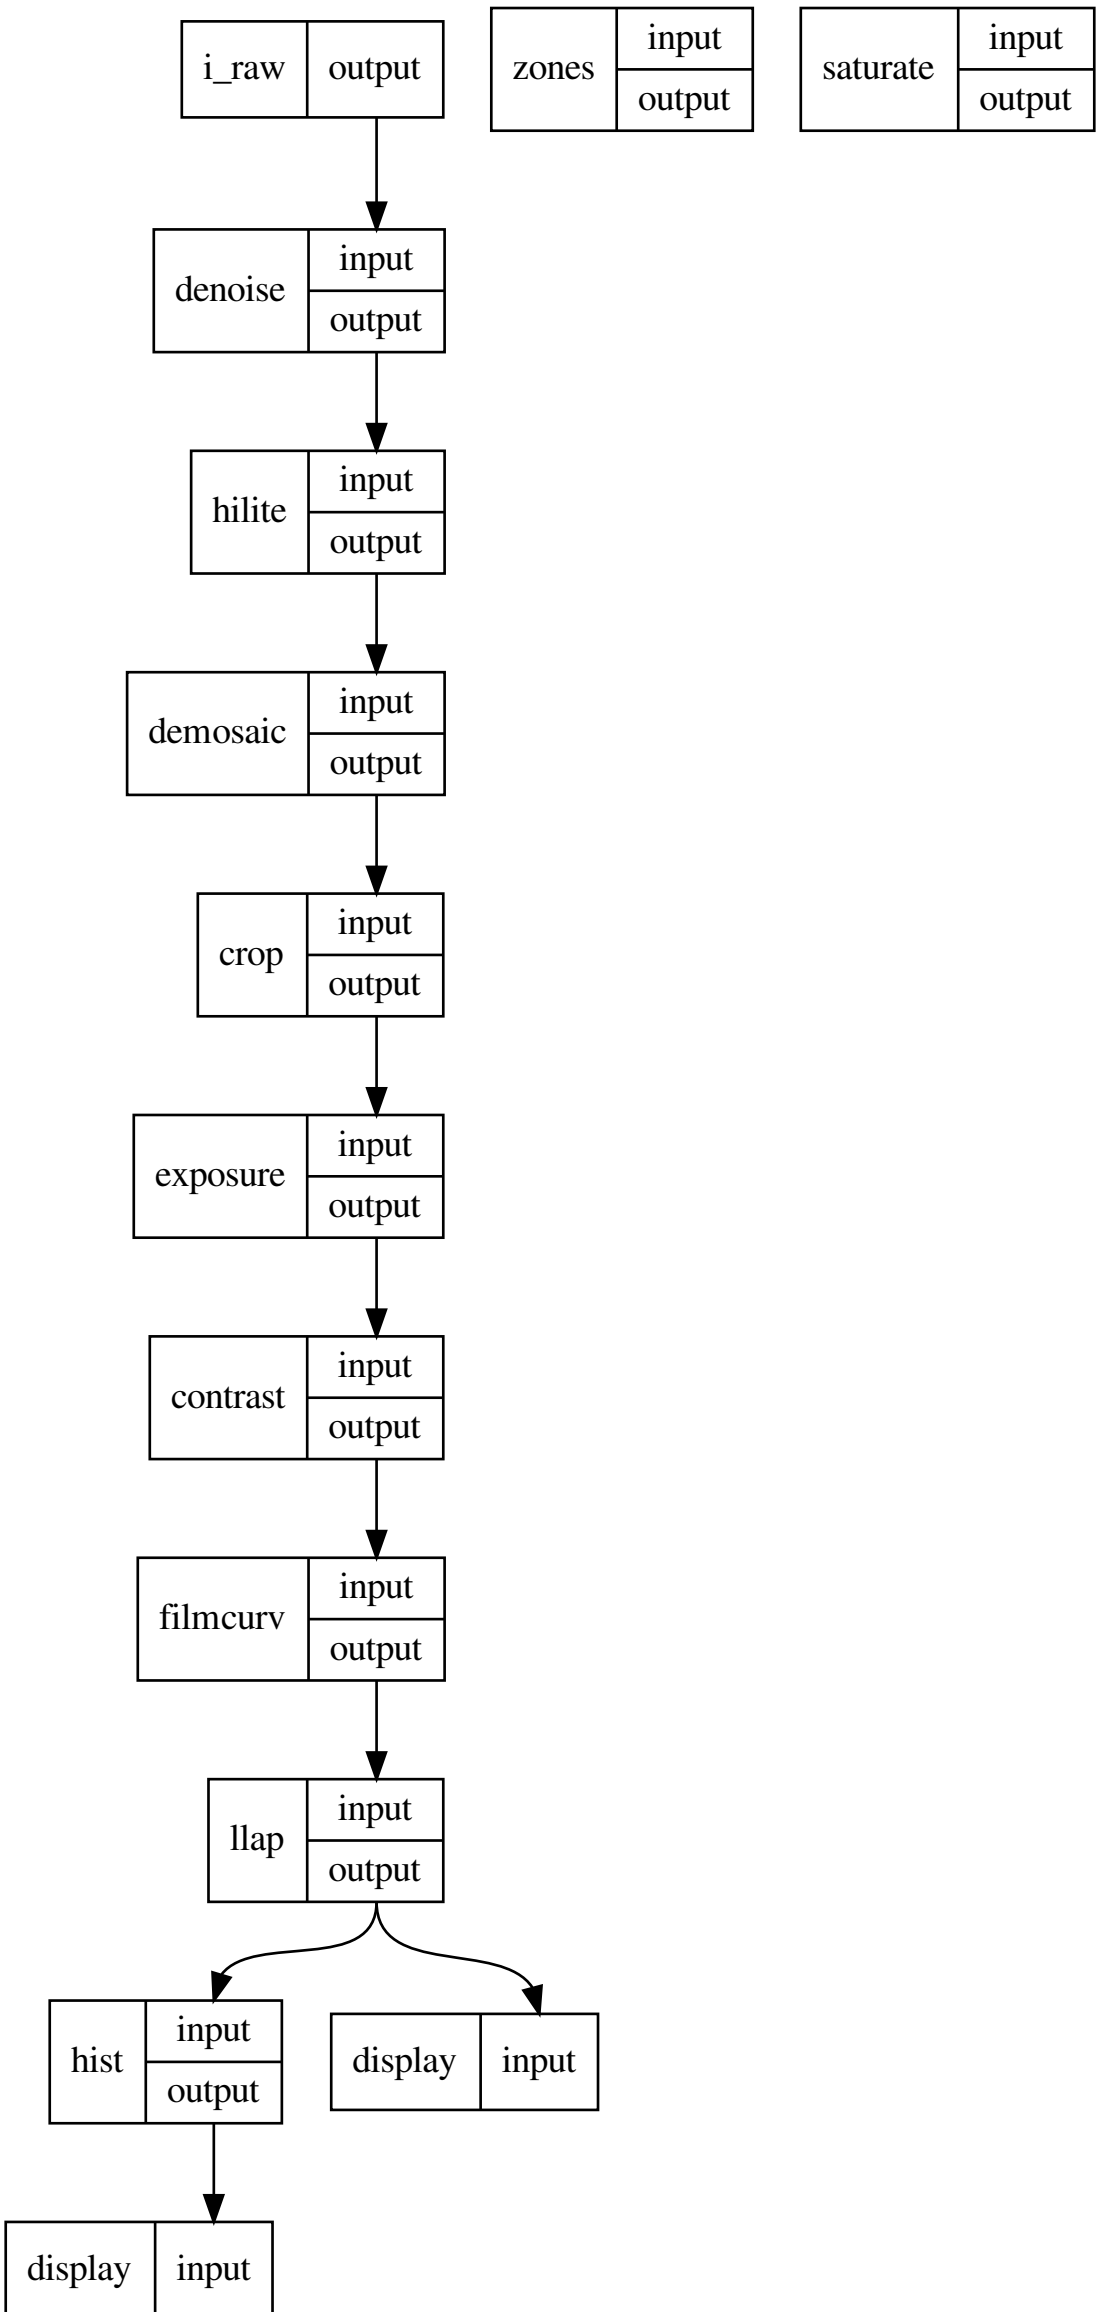 i_raw
output
zones
input
output
saturate
input
output
denoise
input
output
hilite
input
output
demosaic
input
output
crop
input
output
exposure
input
output
contrast
input
output
filmcurv
input
output
llap
input
output
hist
input
output
display
input
display
input